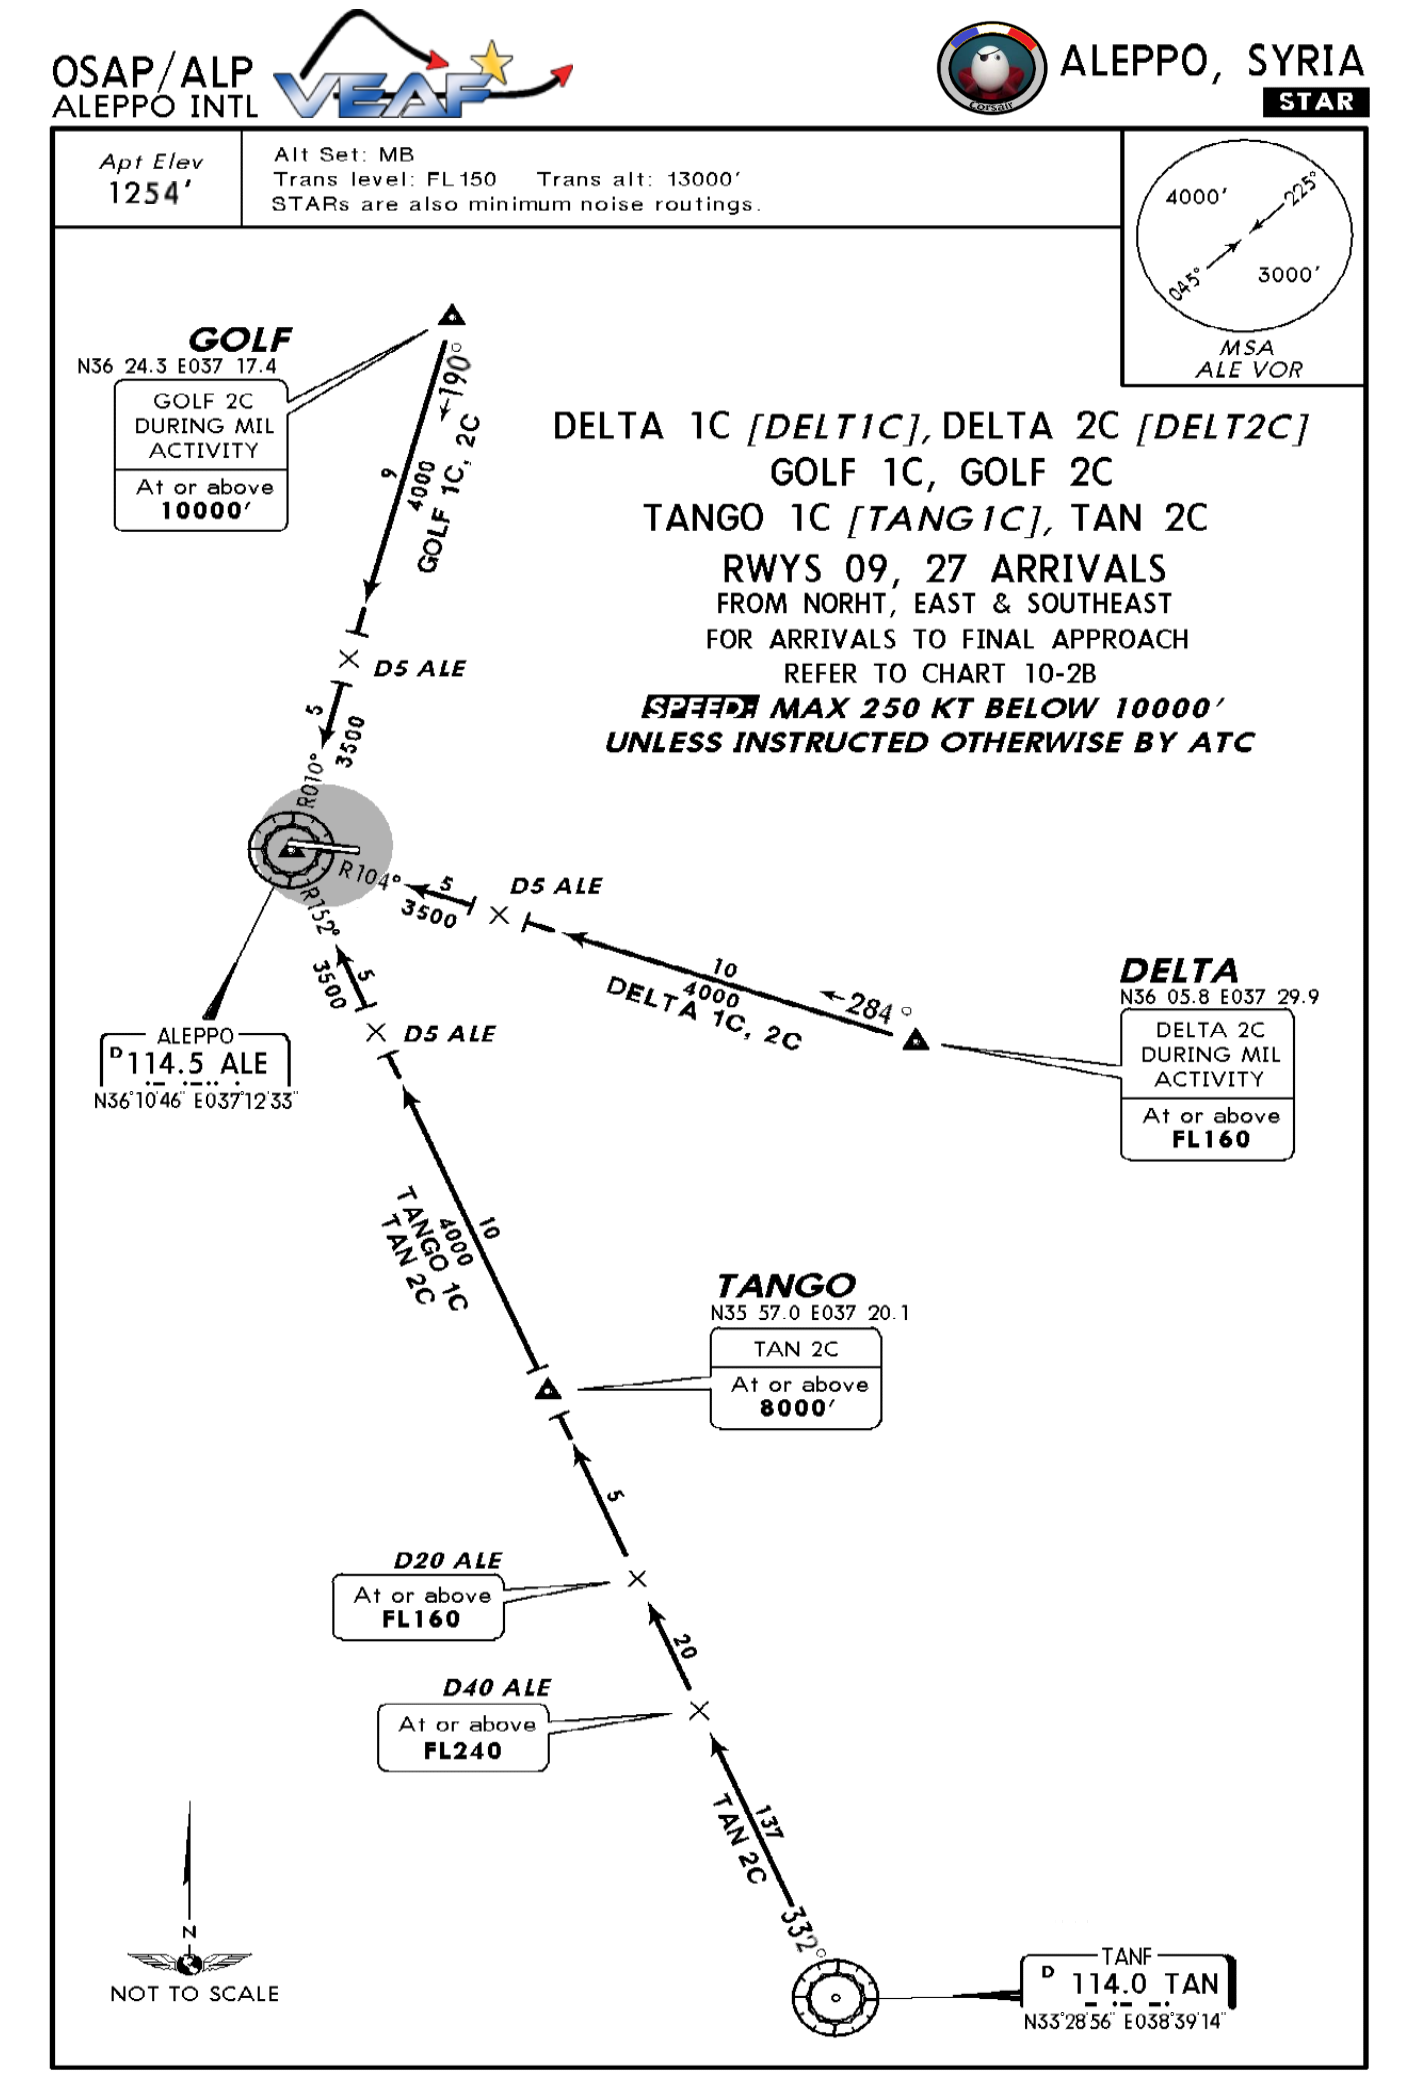 OSAP/ALP
ALEPPO INTL
VEAF
Corsair
ALEPPO, SYRIA
STAR
Apt Elev
1254'
Alt Set: MB
Trans level: FL150 Trans alt: 13000'
STARs are also minimum noise routings.
4000'
225°
045°
3000'
MSA
ALE VOR
GOLF
N36 24.3 E037 17.4
GOLF 2C
DURING MIL
ACTIVITY
At or above
10000'
190°
9
4000
GOLF 1C, 2C
DELTA 1C [DELT1C], DELTA 2C [DELT2C]
GOLF 1C, GOLF 2C
TANGO 1C [TANG1C], TAN 2C
RWYS 09, 27 ARRIVALS
FROM NORHT, EAST & SOUTHEAST
FOR ARRIVALS TO FINAL APPROACH
REFER TO CHART 10-2B
SPEED: MAX 250 KT BELOW 10000'
UNLESS INSTRUCTED OTHERWISE BY ATC
D5 ALE
5
3500
R010°
R104°
5
3500
D5 ALE
R152°
5
3500
D5 ALE
10
4000
DELTA 1C, 2C
284°
DELTA
N36 05.8 E037 29.9
DELTA 2C
DURING MIL
ACTIVITY
At or above
FL160
ALEPPO
D 114.5 ALE
N36°10'46" E037°12'33"
10
4000
TANGO 1C
TAN 2C
TANGO
N35 57.0 E037 20.1
TAN 2C
At or above
8000'
5
D20 ALE
At or above
FL160
20
D40 ALE
At or above
FL240
137
TAN 2C
332°
N
NOT TO SCALE
TANF
D 114.0 TAN
N33°28'56" E038°39'14"